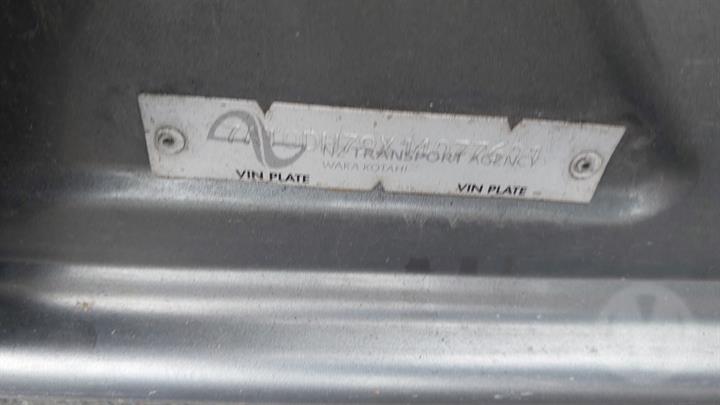 NZ TRANSPORT AGENCY
WAKA KOTAHI
VIN PLATE VIN PLATE